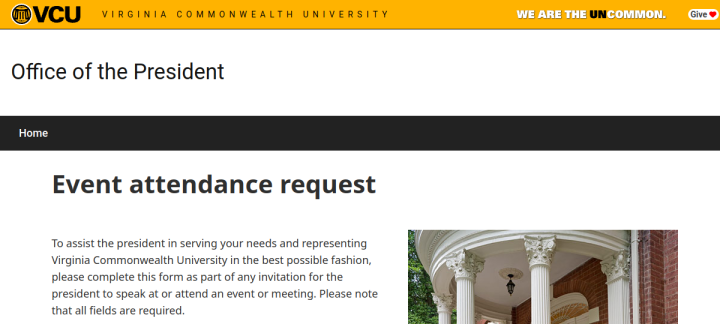 VCU VIRGINIA COMMONWEALTH UNIVERSITY WE ARE THE UNCOMMON. Give
Office of the President
Home
Event attendance request
To assist the president in serving your needs and representing
Virginia Commonwealth University in the best possible fashion,
please complete this form as part of any invitation for the
president to speak at or attend an event or meeting. Please note
that all fields are required.